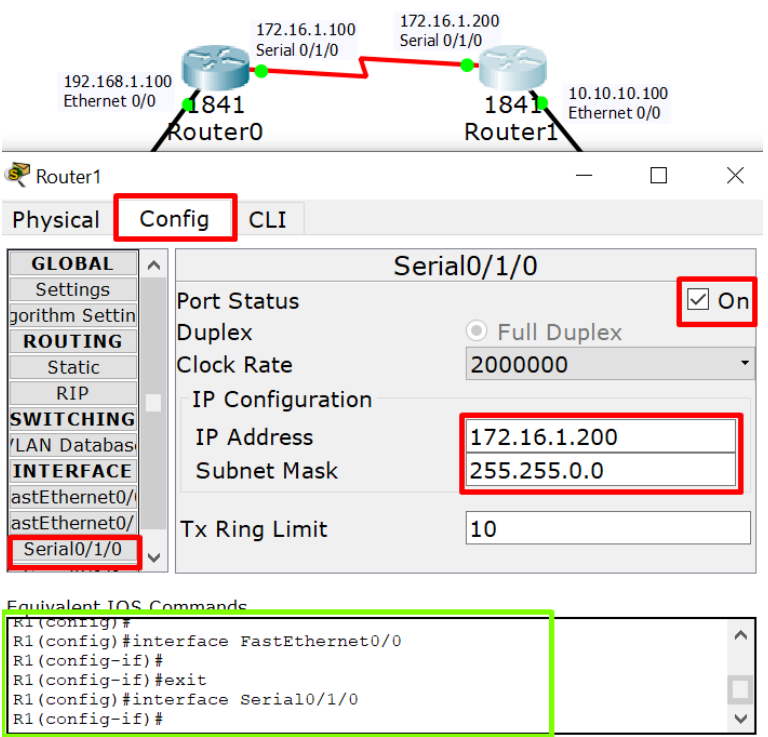 172.16.1.100
Serial 0/1/0
172.16.1.200
Serial 0/1/0
192.168.1.100
Ethernet 0/0
10.10.10.100
Ethernet 0/0
1841
Router0
1841
Router1
Router1
Physical Config CLI
GLOBAL
Settings
gorithm Settin
ROUTING
Static
RIP
SWITCHING
VLAN Databas
INTERFACE
astEthernet0/
astEthernet0/
Serial0/1/0
Serial0/1/0
Port Status On
Duplex Full Duplex
Clock Rate 2000000
IP Configuration
IP Address 172.16.1.200
Subnet Mask 255.255.0.0
Tx Ring Limit 10
Equivalent IOS Commands
R1(config)#
R1(config)#interface FastEthernet0/0
R1(config-if)#
R1(config-if)#exit
R1(config)#interface Serial0/1/0
R1(config-if)#